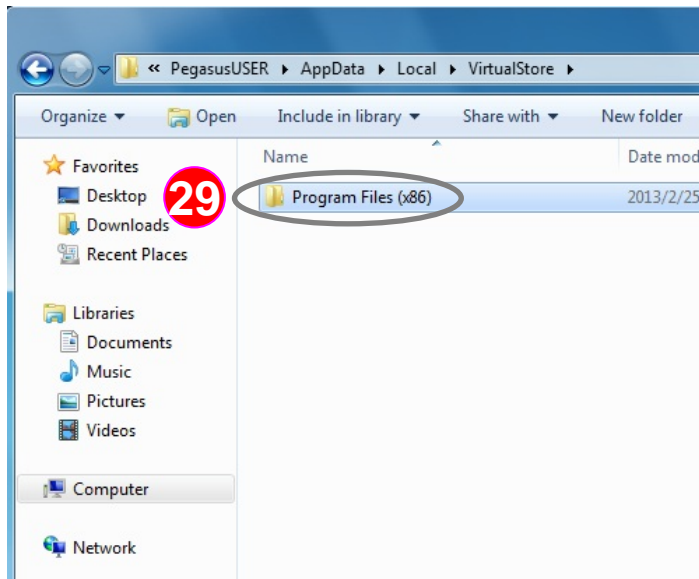 « PegasusUSER ▸ AppData ▸ Local ▸ VirtualStore ▸
Organize ▾ Open Include in library ▾ Share with ▾ New folder
Name Date mod
Favorites
Desktop
29
Program Files (x86) 2013/2/25
Downloads
Recent Places
Libraries
Documents
Music
Pictures
Videos
Computer
Network